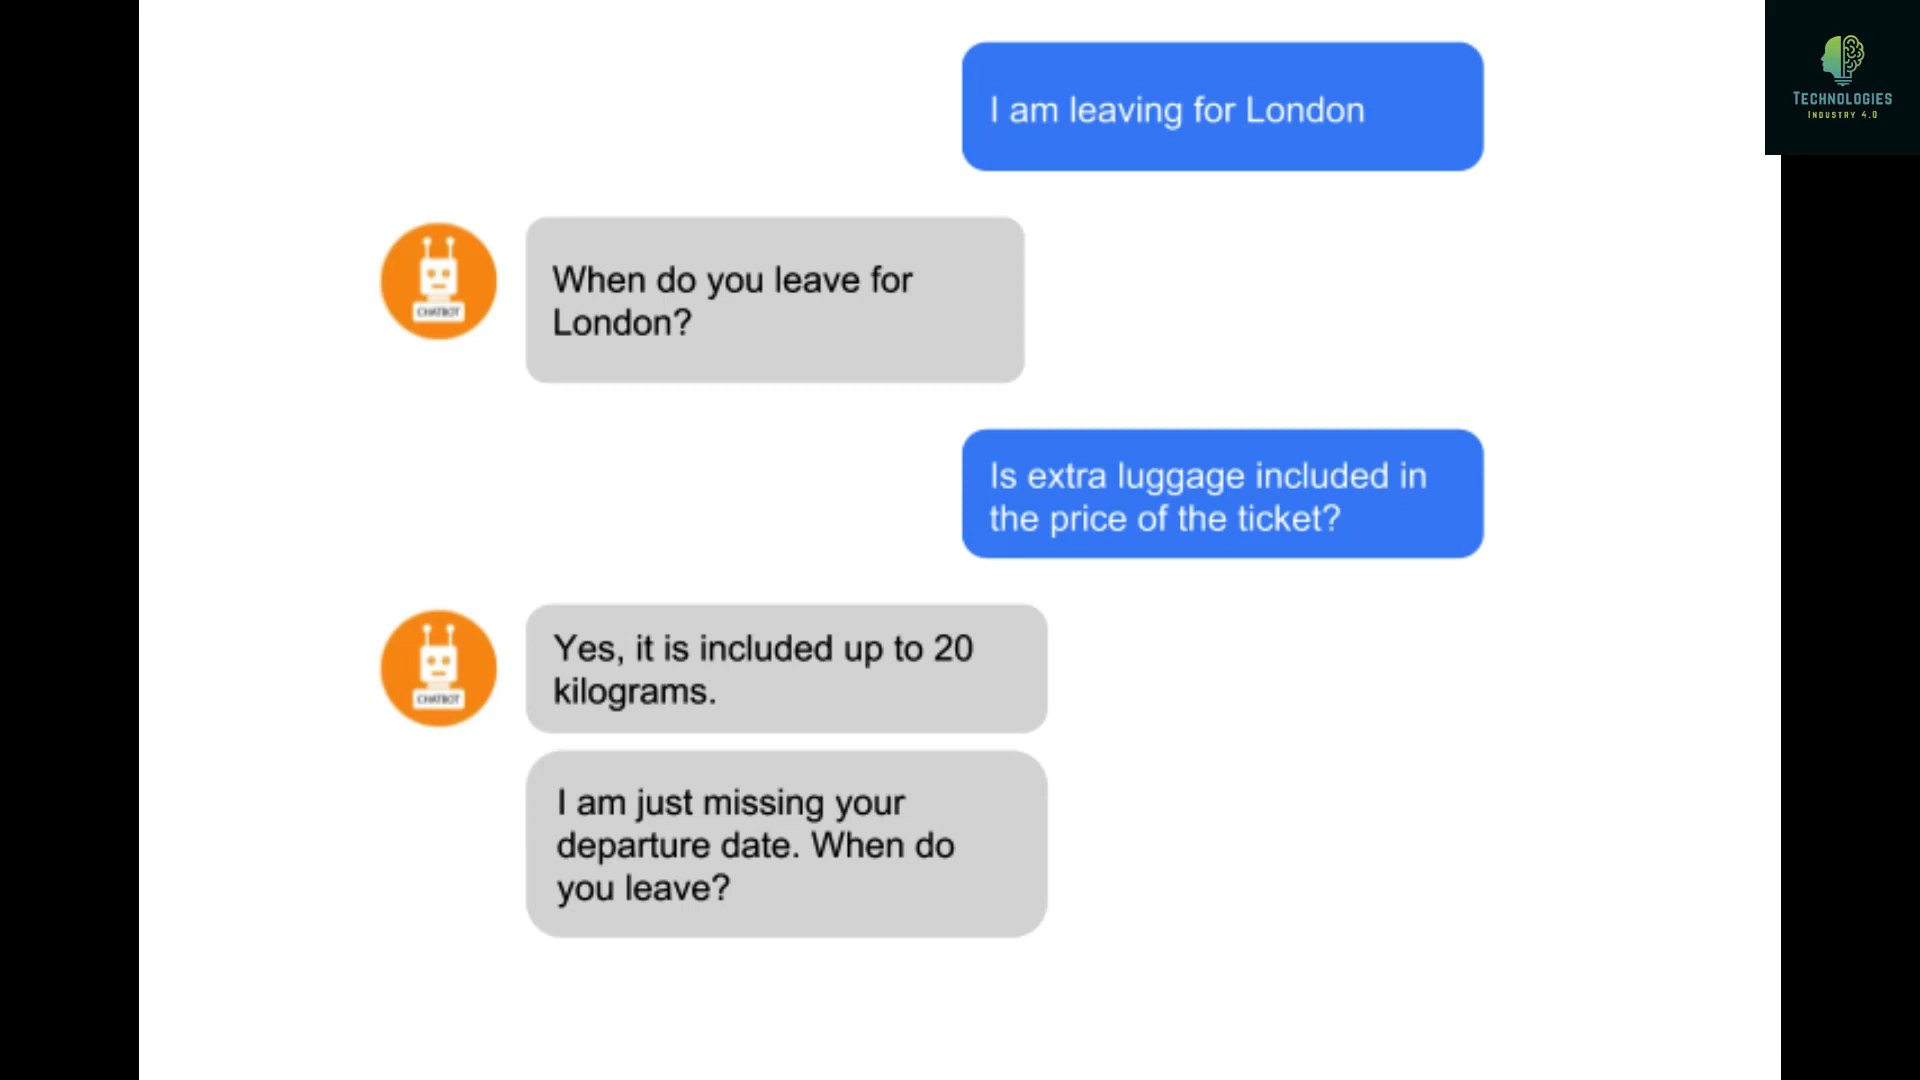 I am leaving for London
TECHNOLOGIES
INDUSTRY 4.0
When do you leave for
London?
CHATBOT
Is extra luggage included in
the price of the ticket?
Yes, it is included up to 20
kilograms.
CHATBOT
I am just missing your
departure date. When do
you leave?